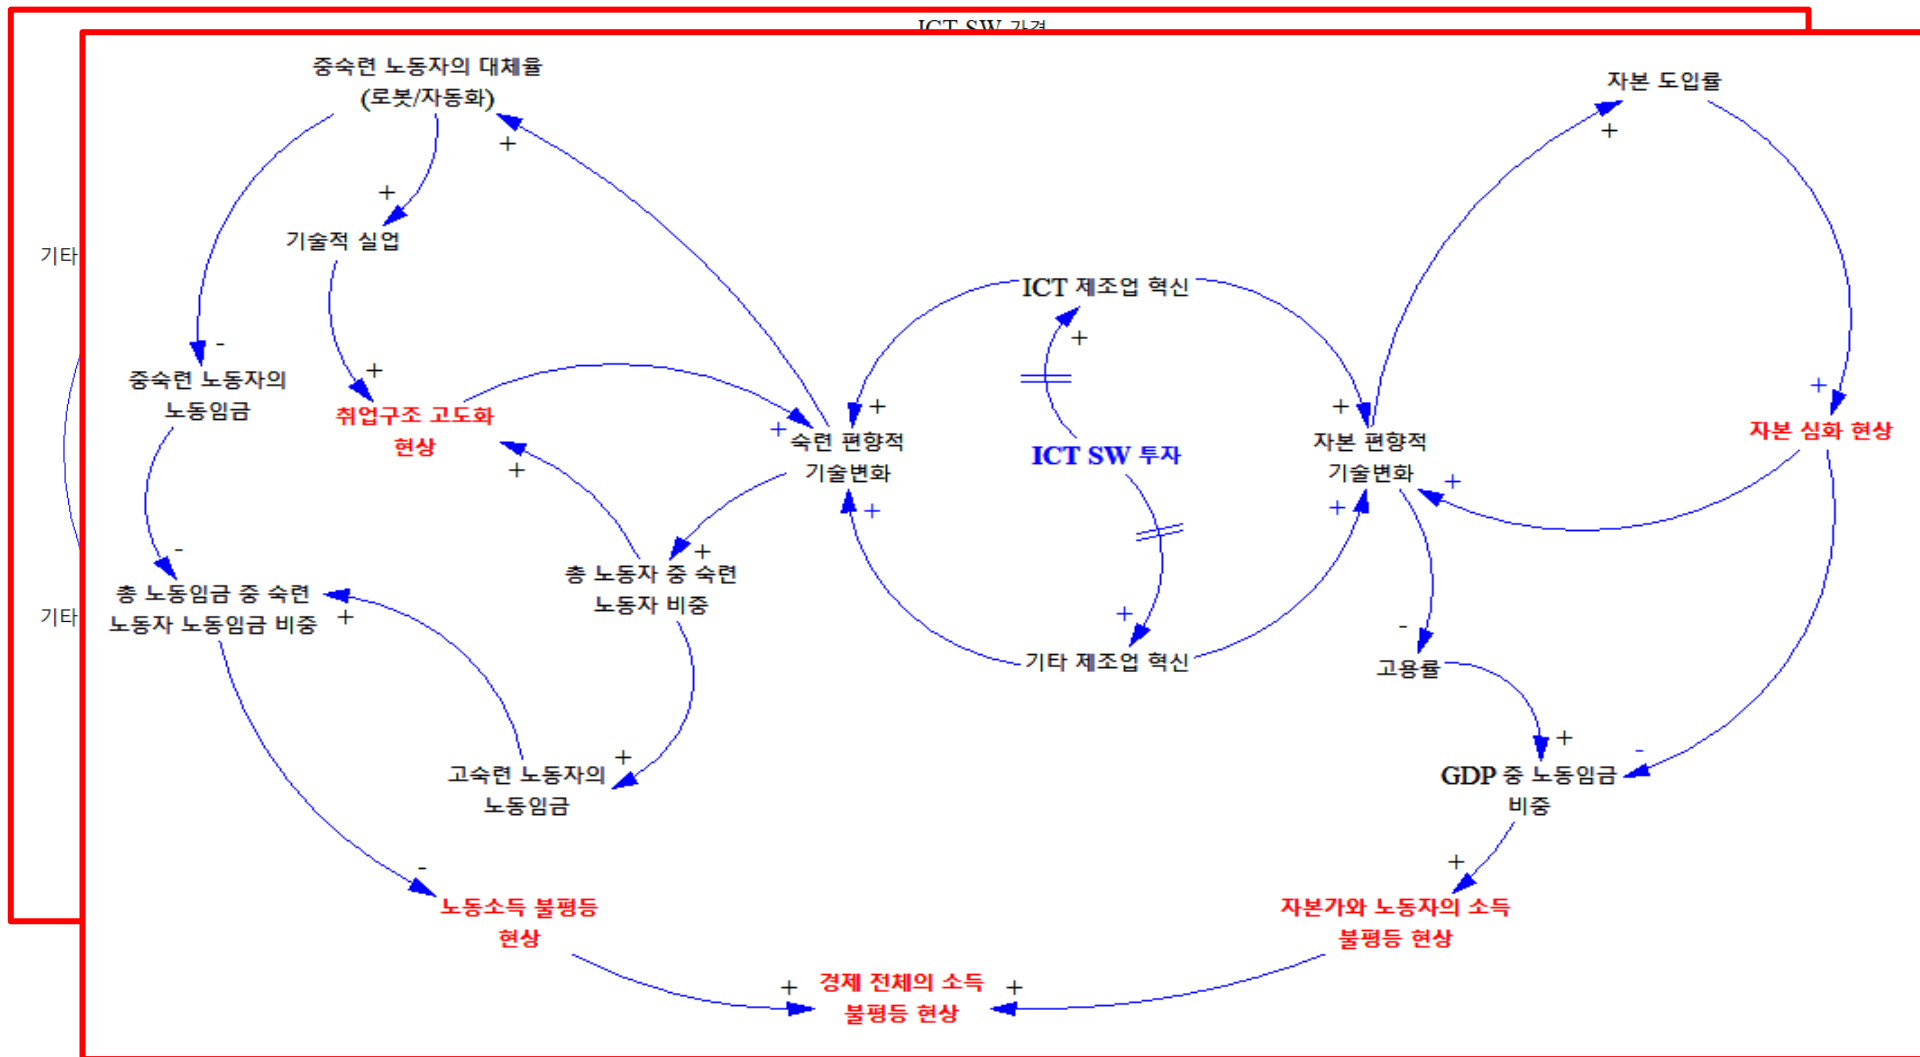 ICT SW 가격
중숙련 노동자의 대체율
(로봇/자동화)
자본 도입률
+
+
+
기술적 실업
기타
ICT 제조업 혁신
+
-
중숙련 노동자의
노동임금
+
취업구조 고도화
현상
+
+
+
+
숙련 편향적
기술변화
ICT SW 투자
자본 편향적
기술변화
+
자본 심화 현상
+
+
+
+
-
+
총 노동자 중 숙련
노동자 비중
총 노동임금 중 숙련
노동자 노동임금 비중
+
기타
+
기타 제조업 혁신
-
고용률
+
고숙련 노동자의
노동임금
+
-
GDP 중 노동임금
비중
-
+
노동소득 불평등
현상
자본가와 노동자의 소득
불평등 현상
+
경제 전체의 소득
불평등 현상
+